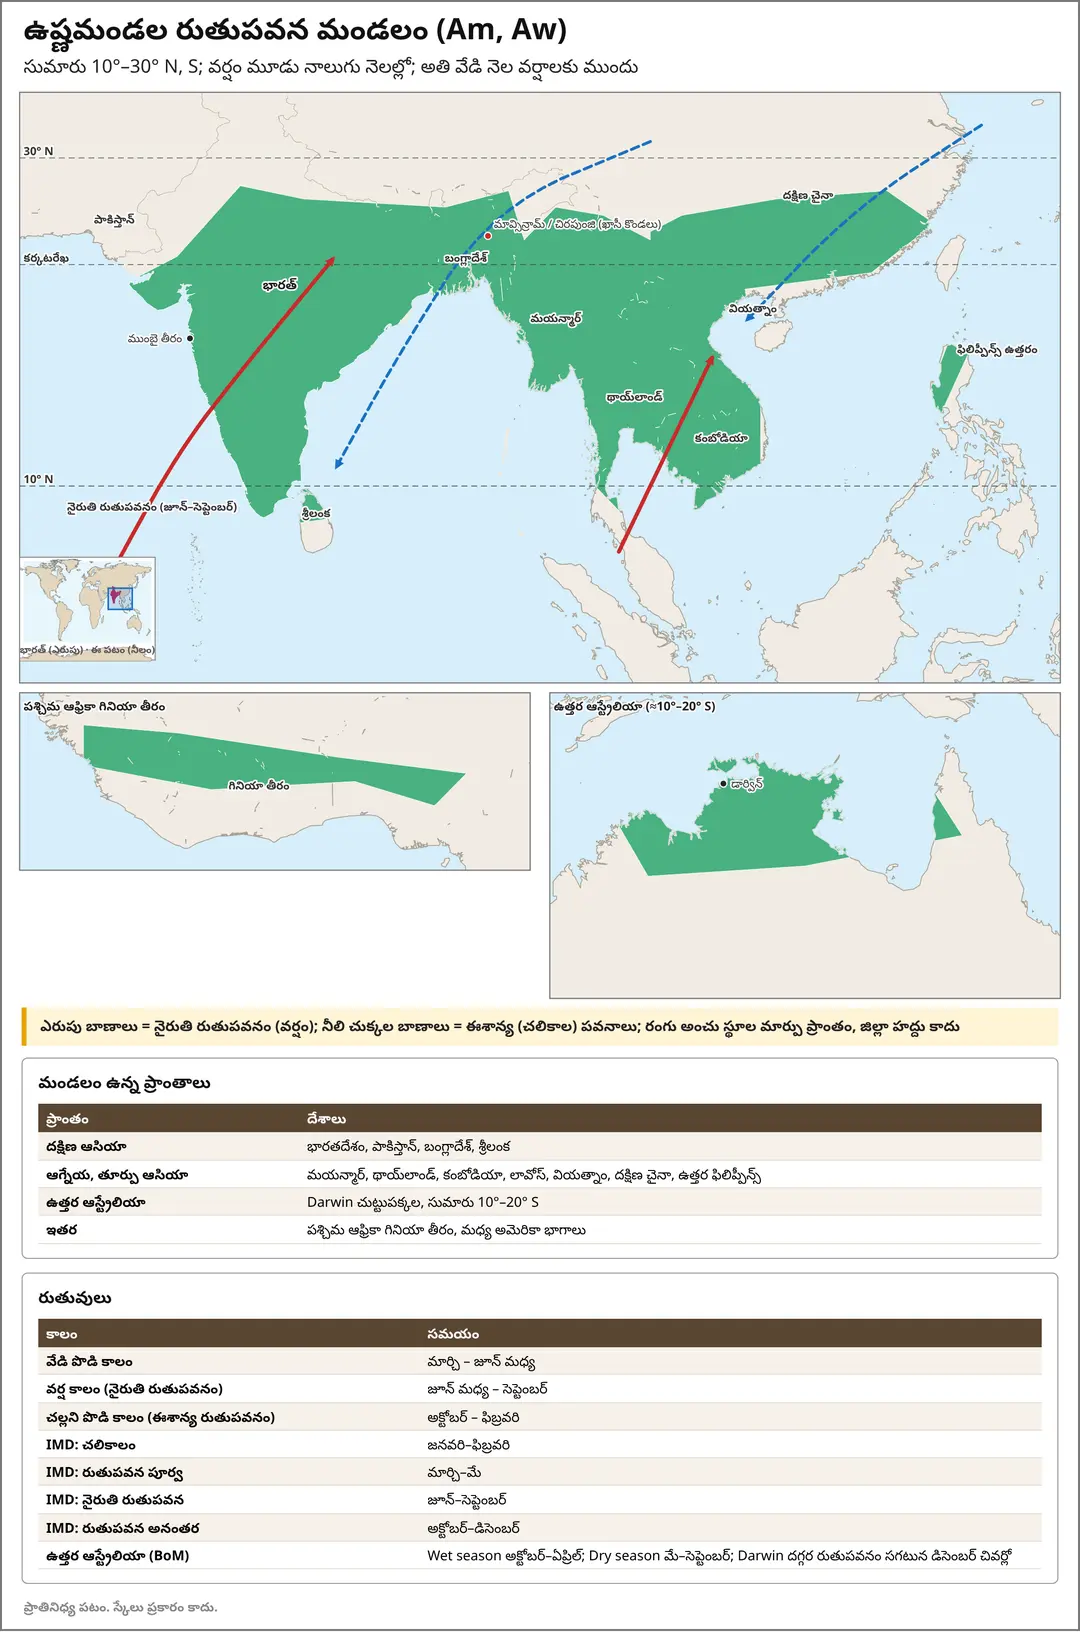 ఉష్ణమండల రుతుపవన మండలం (Am, Aw)
సుమారు 10°–30° N, S; వర్షం మూడు నాలుగు నెలల్లో; అతి వేడి నెల వర్షాలకు ముందు
30° N
దక్షిణ చైనా
పాకిస్తాన్
మావ్సిన్రామ్ / చిరపుంజి (ఖాసీ కొండలు)
కర్కటరేఖ
బంగ్లాదేశ్
భారత్
వియత్నాం
మయన్మార్
ముంబై తీరం
ఫిలిప్పీన్స్ ఉత్తరం
థాయ్‌లాండ్
కంబోడియా
10° N
నైరుతి రుతుపవనం (జూన్–సెప్టెంబర్)
శ్రీలంక
భారత్ (ఎరుపు) · ఈ పటం (నీలం)
పశ్చిమ ఆఫ్రికా గినియా తీరం
గినియా తీరం
ఉత్తర ఆస్ట్రేలియా (≈10°–20° S)
డార్విన్
ఎరుపు బాణాలు = నైరుతి రుతుపవనం (వర్షం); నీలి చుక్కల బాణాలు = ఈశాన్య (చలికాల) పవనాలు; రంగు అంచు స్థూల మార్పు ప్రాంతం, జిల్లా హద్దు కాదు
మండలం ఉన్న ప్రాంతాలు
ప్రాంతం దేశాలు
దక్షిణ ఆసియా భారతదేశం, పాకిస్తాన్, బంగ్లాదేశ్, శ్రీలంక
ఆగ్నేయ, తూర్పు ఆసియా మయన్మార్, థాయ్‌లాండ్, కంబోడియా, లావోస్, వియత్నాం, దక్షిణ చైనా, ఉత్తర ఫిలిప్పీన్స్
ఉత్తర ఆస్ట్రేలియా Darwin చుట్టుపక్కల, సుమారు 10°–20° S
ఇతర పశ్చిమ ఆఫ్రికా గినియా తీరం, మధ్య అమెరికా భాగాలు
రుతువులు
కాలం సమయం
వేడి పొడి కాలం మార్చి – జూన్ మధ్య
వర్ష కాలం (నైరుతి రుతుపవనం) జూన్ మధ్య – సెప్టెంబర్
చల్లని పొడి కాలం (ఈశాన్య రుతుపవనం) అక్టోబర్ – ఫిబ్రవరి
IMD: చలికాలం జనవరి–ఫిబ్రవరి
IMD: రుతుపవన పూర్వ మార్చి–మే
IMD: నైరుతి రుతుపవన జూన్–సెప్టెంబర్
IMD: రుతుపవన అనంతర అక్టోబర్–డిసెంబర్
ఉత్తర ఆస్ట్రేలియా (BoM) Wet season అక్టోబర్–ఏప్రిల్; Dry season మే–సెప్టెంబర్; Darwin దగ్గర రుతుపవనం సగటున డిసెంబర్ చివర్లో
ప్రాతినిధ్య పటం. స్కేలు ప్రకారం కాదు.